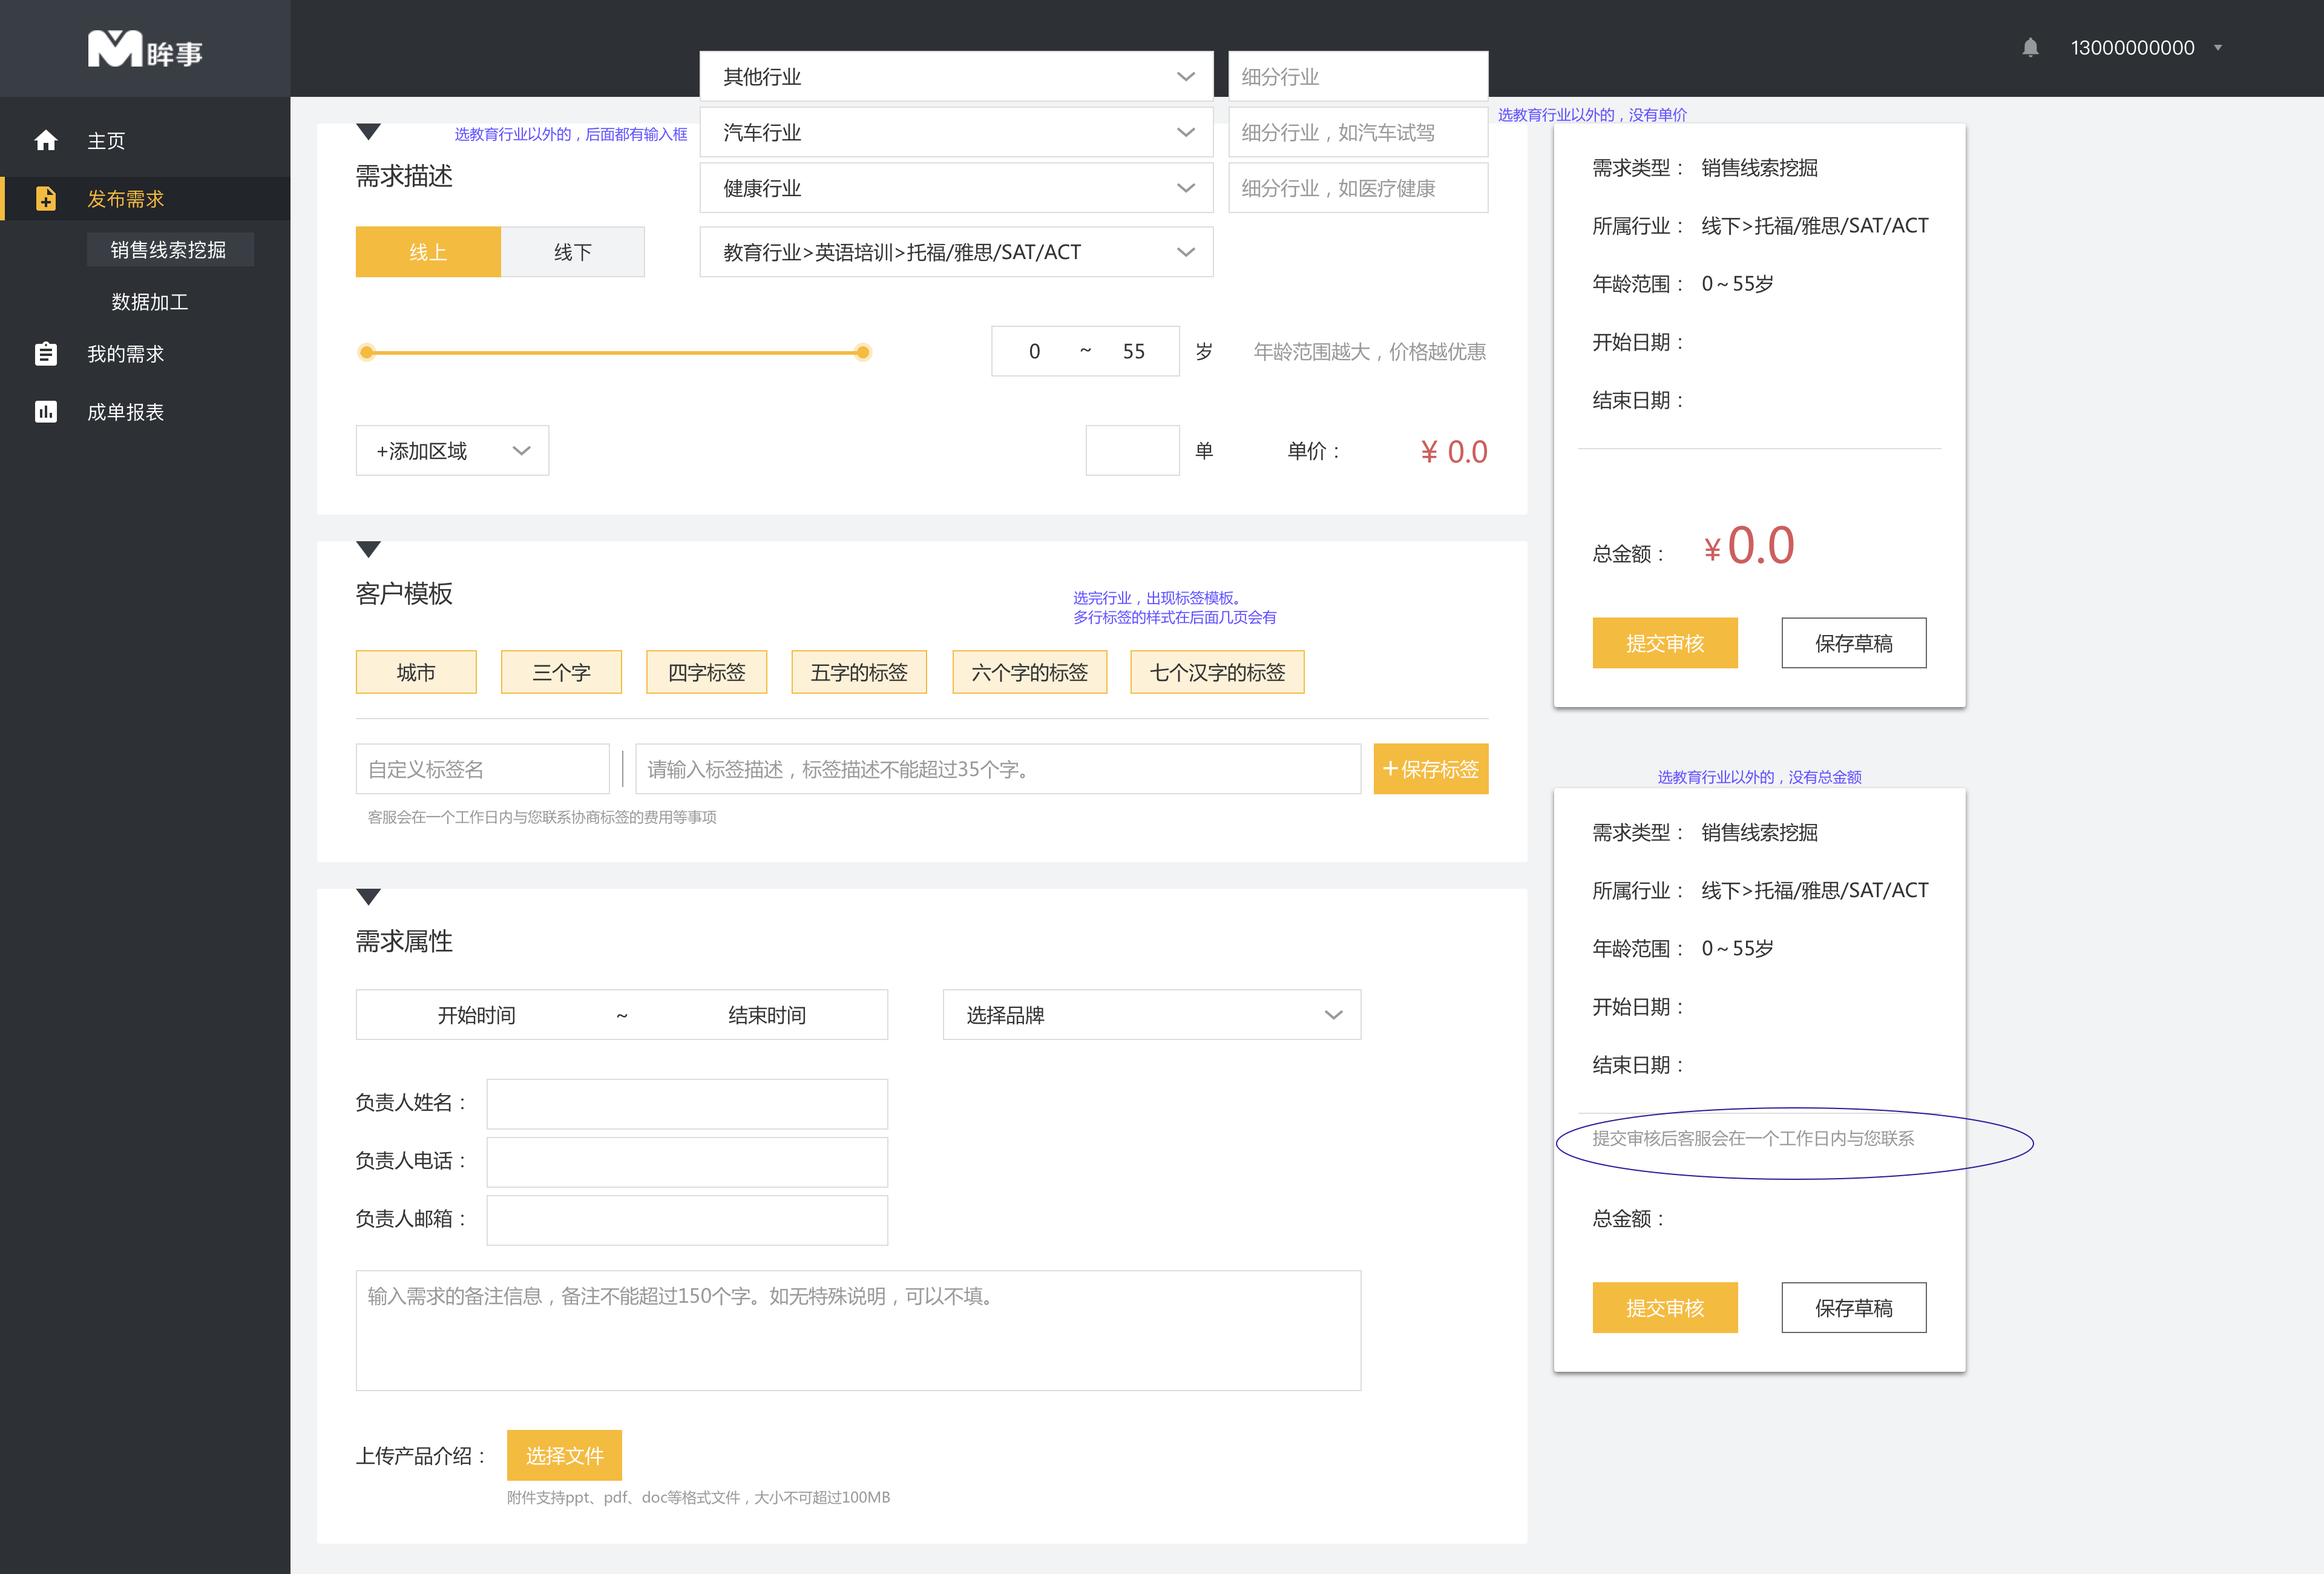 眸事
13000000000
主页
发布需求
销售线索挖掘
数据加工
我的需求
成单报表
其他行业
细分行业
汽车行业
细分行业，如汽车试驾
健康行业
细分行业，如医疗健康
选教育行业以外的，后面都有输入框
选教育行业以外的，没有单价
需求描述
线上
线下
教育行业>英语培训>托福/雅思/SAT/ACT
0 ~ 55 岁
年龄范围越大，价格越优惠
+添加区域
单
单价：
¥ 0.0
客户模板
选完行业，出现标签模板。
多行标签的样式在后面几页会有
城市
三个字
四字标签
五字的标签
六个字的标签
七个汉字的标签
自定义标签名
请输入标签描述，标签描述不能超过35个字。
+保存标签
客服会在一个工作日内与您联系协商标签的费用等事项
需求属性
开始时间 ~ 结束时间
选择品牌
负责人姓名：
负责人电话：
负责人邮箱：
输入需求的备注信息，备注不能超过150个字。如无特殊说明，可以不填。
上传产品介绍：
选择文件
附件支持ppt、pdf、doc等格式文件，大小不可超过100MB
需求类型： 销售线索挖掘
所属行业： 线下>托福/雅思/SAT/ACT
年龄范围： 0~55岁
开始日期：
结束日期：
总金额： ¥0.0
提交审核
保存草稿
选教育行业以外的，没有总金额
需求类型： 销售线索挖掘
所属行业： 线下>托福/雅思/SAT/ACT
年龄范围： 0~55岁
开始日期：
结束日期：
提交审核后客服会在一个工作日内与您联系
总金额：
提交审核
保存草稿